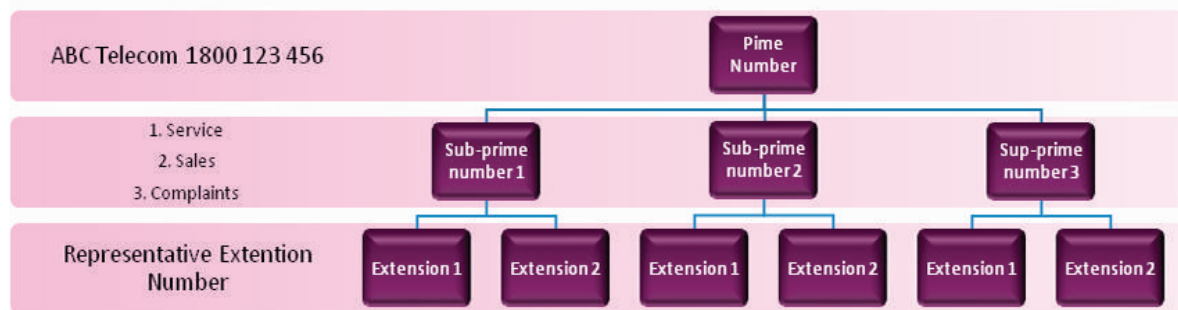 ABC Telecom 1800 123 456
Pime
Number
1. Service
2. Sales
3. Complaints
Sub-prime
number 1
Sub-prime
number 2
Sup-prime
number 3
Representative Extention
Number
Extension 1
Extension 2
Extension 1
Extension 2
Extension 1
Extension 2